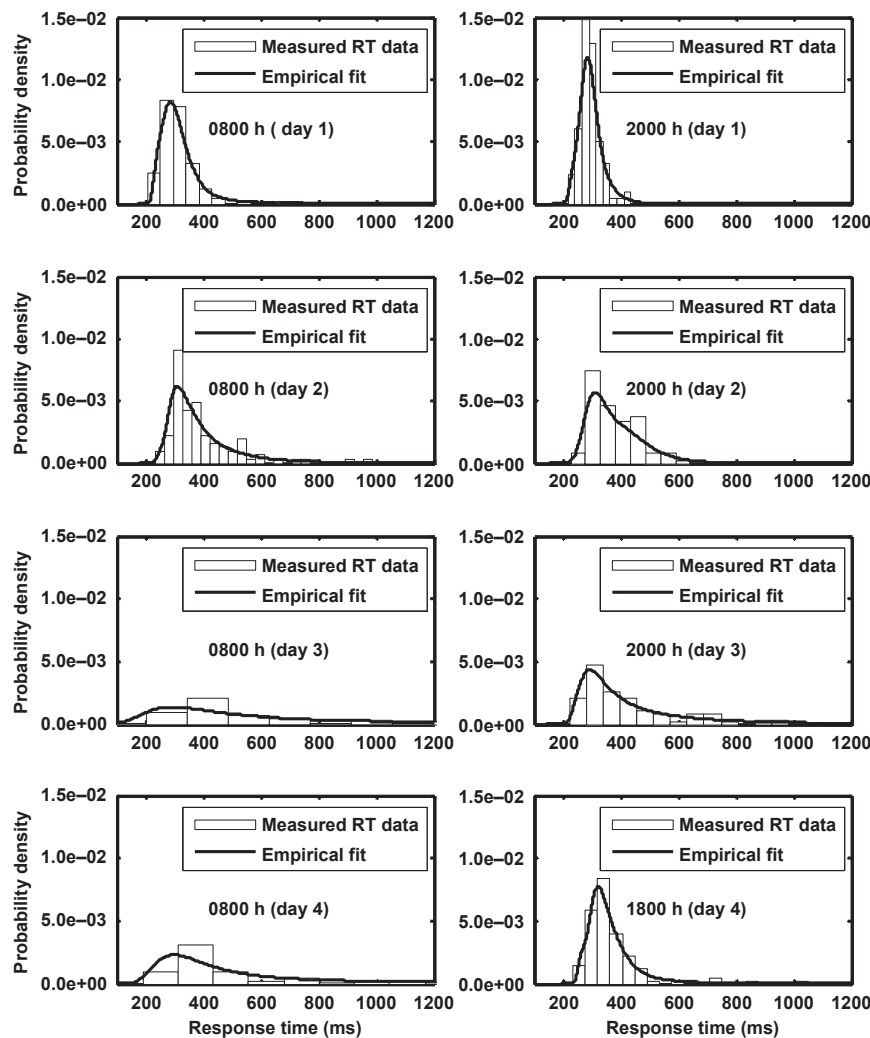 1.5e−02
1.0e−02
5.0e−03
0.0e+00
Probability density
Measured RT data
Empirical fit
0800 h ( day 1)
200 400 600 800 1000 1200
1.5e−02
1.0e−02
5.0e−03
0.0e+00
Measured RT data
Empirical fit
2000 h (day 1)
200 400 600 800 1000 1200
1.5e−02
1.0e−02
5.0e−03
0.0e+00
Probability density
Measured RT data
Empirical fit
0800 h (day 2)
200 400 600 800 1000 1200
1.5e−02
1.0e−02
5.0e−03
0.0e+00
Measured RT data
Empirical fit
2000 h (day 2)
200 400 600 800 1000 1200
1.5e−02
1.0e−02
5.0e−03
0.0e+00
Probability density
Measured RT data
Empirical fit
0800 h (day 3)
200 400 600 800 1000 1200
1.5e−02
1.0e−02
5.0e−03
0.0e+00
Measured RT data
Empirical fit
2000 h (day 3)
200 400 600 800 1000 1200
1.5e−02
1.0e−02
5.0e−03
0.0e+00
Probability density
Measured RT data
Empirical fit
0800 h (day 4)
200 400 600 800 1000 1200
Response time (ms)
1.5e−02
1.0e−02
5.0e−03
0.0e+00
Measured RT data
Empirical fit
1800 h (day 4)
200 400 600 800 1000 1200
Response time (ms)